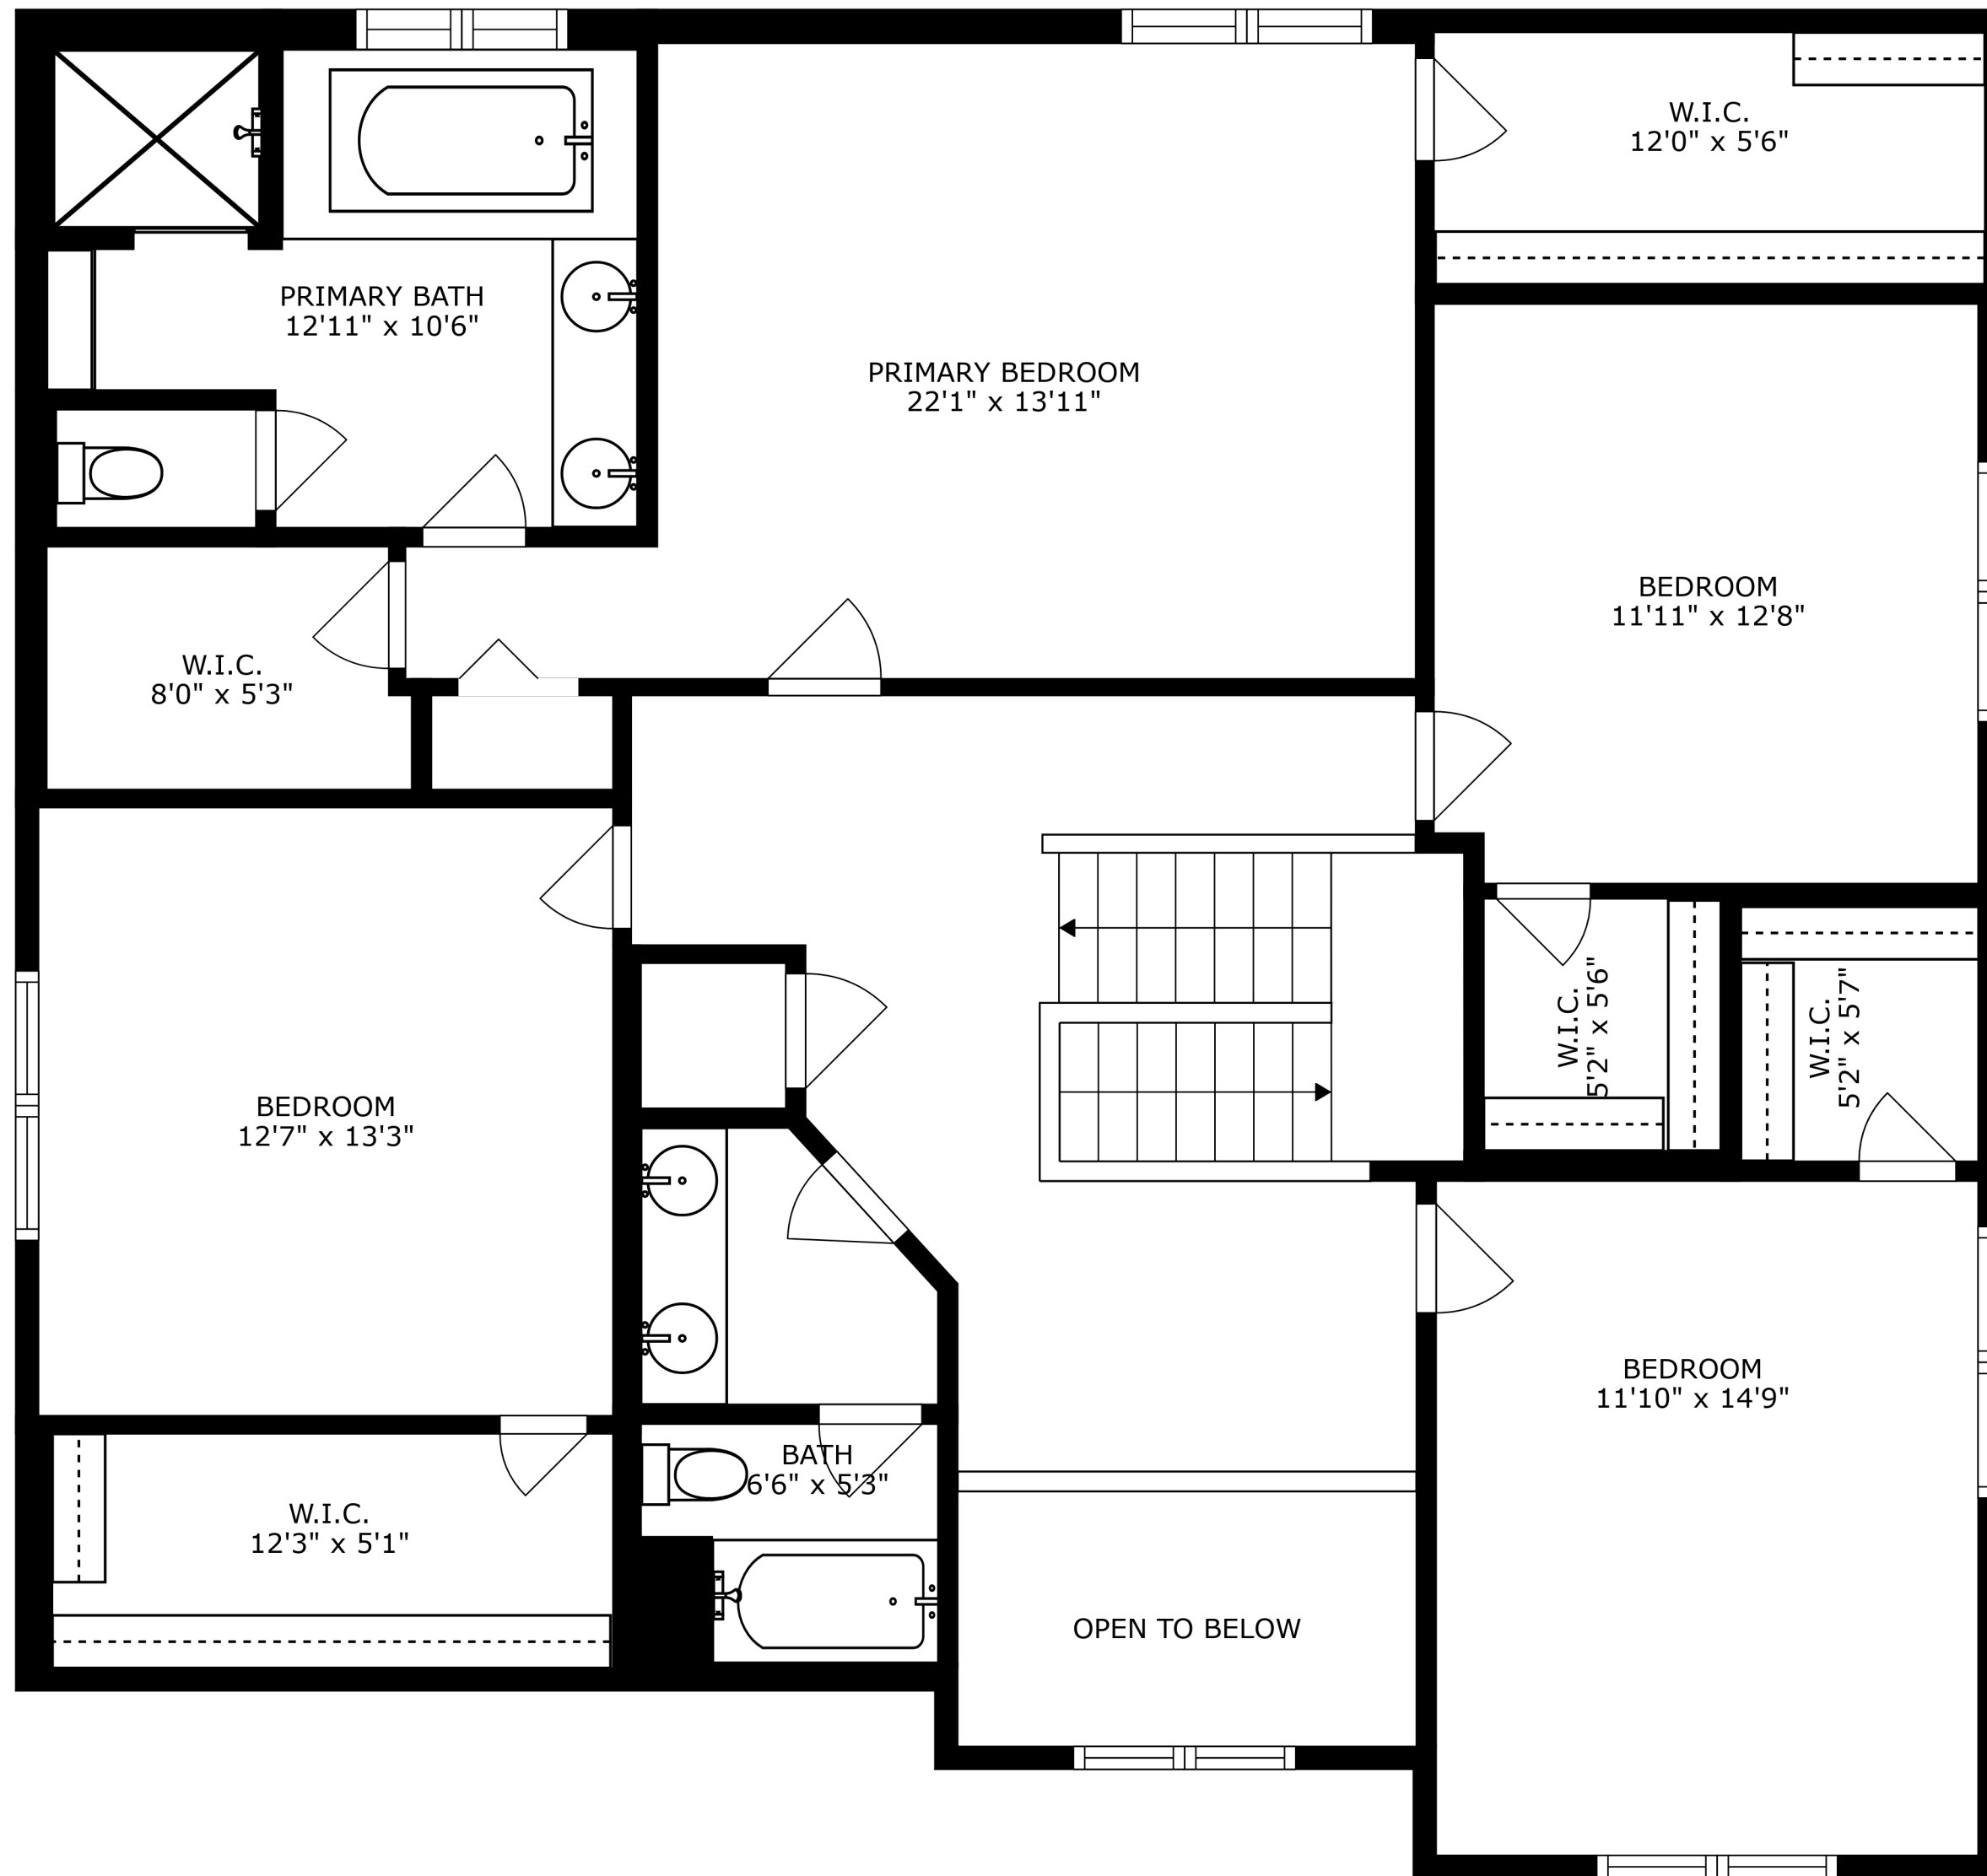 W.I.C.
12'0" x 5'6"
PRIMARY BATH
12'11" x 10'6"
PRIMARY BEDROOM
22'1" x 13'11"
BEDROOM
11'11" x 12'8"
W.I.C.
8'0" x 5'3"
W.I.C.
5'2" x 5'6"
W.I.C.
5'2" x 5'7"
BEDROOM
12'7" x 13'3"
BEDROOM
11'10" x 14'9"
BATH
6'6" x 5'3"
W.I.C.
12'3" x 5'1"
OPEN TO BELOW